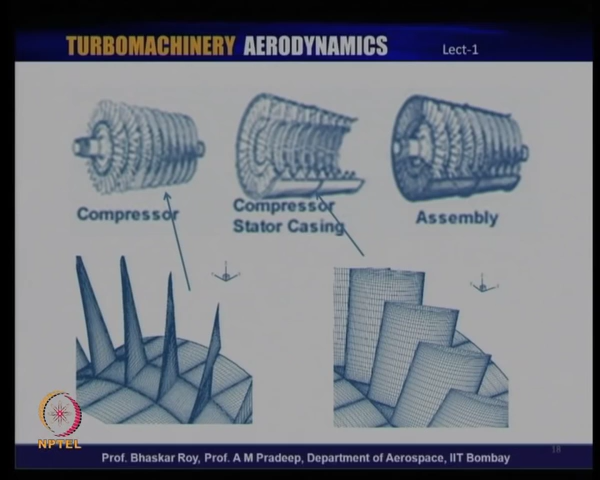 TURBOMACHINERY AERODYNAMICS
Lect-1
Compressor
Compressor
Stator Casing
Assembly
NPTEL
Prof. Bhaskar Roy, Prof. A M Pradeep, Department of Aerospace, IIT Bombay
18